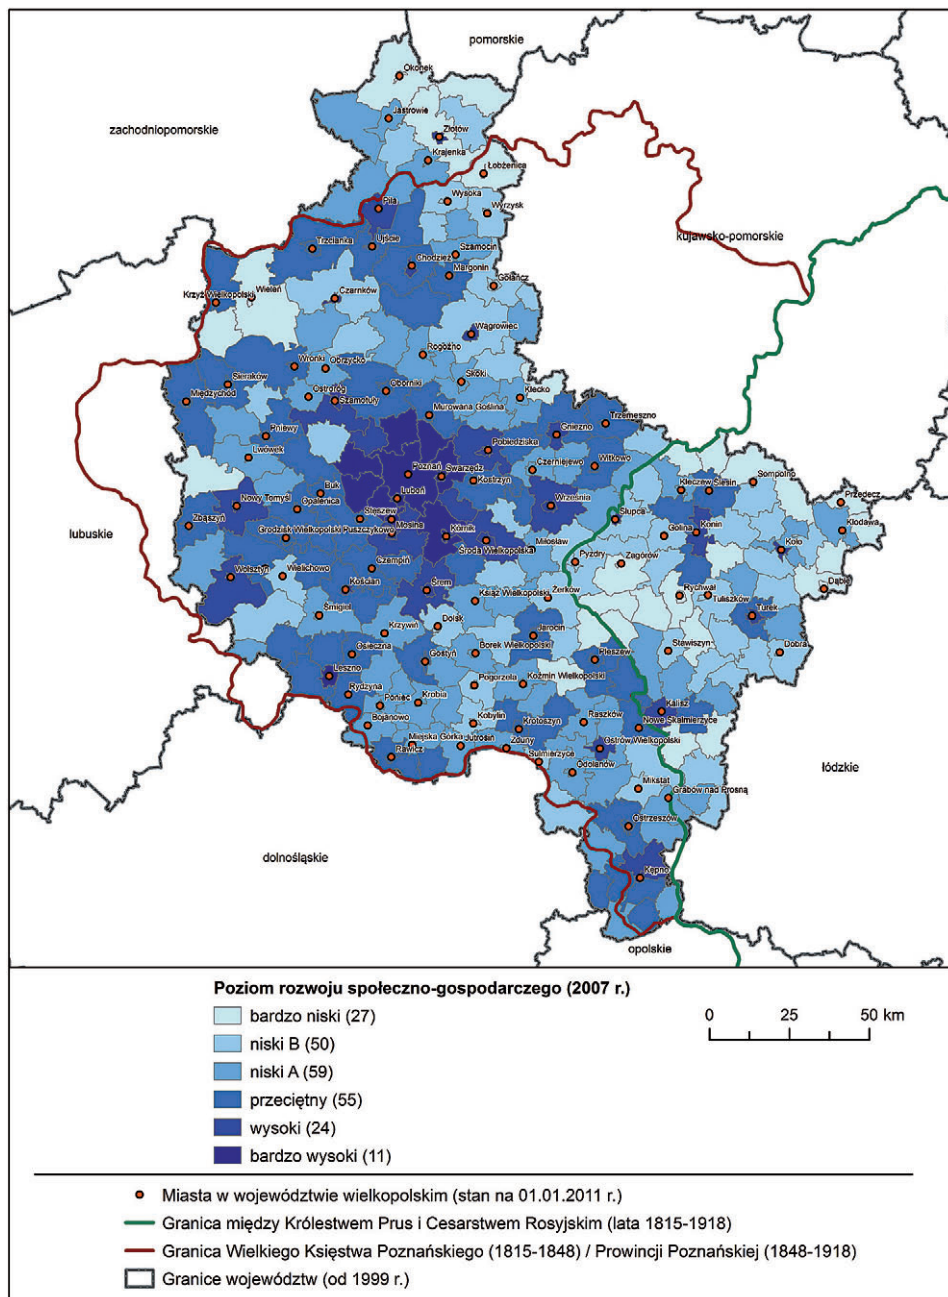 pomorskie
Okonek
zachodniopomorskie
Jastrowie
Złotów
Krajenka
Łobżenica
Piła
Wysoka
Wyrzysk
Trzcianka
Ujście
Szamocin
kujawsko-pomorskie
Chodzież
Margonin
Gołańcz
Krzyż Wielkopolski
Wieleń
Czarnków
Wągrowiec
Rogoźno
Wronki
Obrzycko
Sieraków
Oborniki
Skoki
Kłecko
Międzychód
Ostroróg
Szamotuły
Murowana Goślina
Trzemeszno
Pniewy
Gniezno
Pobiedziska
Lwówek
Poznań
Swarzędz
Kostrzyn
Czerniejewo
Witkowo
Kleczew
Ślesin
Sompolno
Buk
Luboń
Przedecz
Nowy Tomyśl
Opalenica
Września
Zbąszyń
Stęszew
Mosina
Słupca
Golina
Konin
Kłodawa
lubuskie
Grodzisk Wielkopolski
Puszczykowo
Kórnik
Środa Wielkopolska
Miłosław
Koło
Pyzdry
Zagórów
Wolsztyn
Wielichowo
Czempiń
Kościan
Śrem
Książ Wielkopolski
Żerków
Rychwał
Tuliszków
Dąbie
Śmigiel
Dolsk
Turek
Krzywiń
Jarocin
Osieczna
Gostyń
Borek Wielkopolski
Pleszew
Stawiszyn
Dobra
Leszno
Rydzyna
Pogorzela
Koźmin Wielkopolski
Poniec
Krobia
Kalisz
Bojanowo
Kobylin
Krotoszyn
Raszków
Nowe Skalmierzyce
Miejska Górka
Jutrosin
Zduny
Ostrów Wielkopolski
Rawicz
Sulmierzyce
Odolanów
łódzkie
Mikstat
Grabów nad Prosną
Ostrzeszów
dolnośląskie
Kępno
opolskie
Poziom rozwoju społeczno-gospodarczego (2007 r.)
bardzo niski (27)
0 25 50 km
niski B (50)
niski A (59)
przeciętny (55)
wysoki (24)
bardzo wysoki (11)
Miasta w województwie wielkopolskim (stan na 01.01.2011 r.)
Granica między Królestwem Prus i Cesarstwem Rosyjskim (lata 1815-1918)
Granica Wielkiego Księstwa Poznańskiego (1815-1848) / Prowincji Poznańskiej (1848-1918)
Granice województw (od 1999 r.)